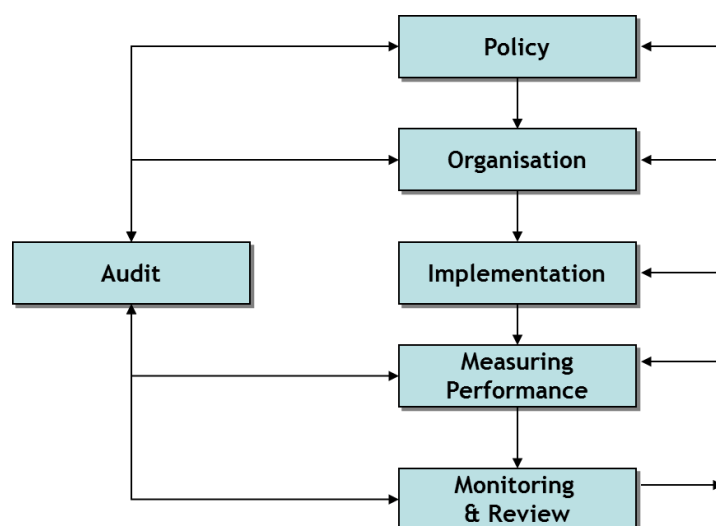 Policy
Organisation
Audit
Implementation
Measuring
Performance
Monitoring
& Review